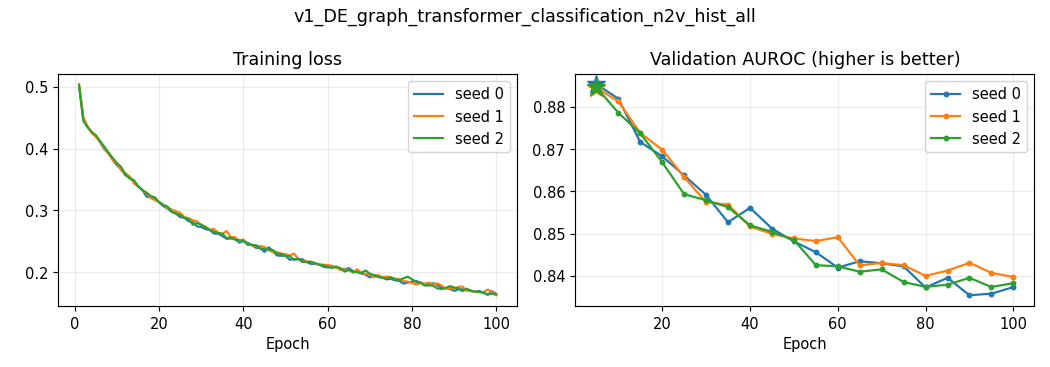 v1_DE_graph_transformer_classification_n2v_hist_all
Training loss
0.5
0.4
0.3
0.2
0
20
40
60
80
100
Epoch
seed 0
seed 1
seed 2
Validation AUROC (higher is better)
0.88
0.87
0.86
0.85
0.84
20
40
60
80
100
Epoch
seed 0
seed 1
seed 2